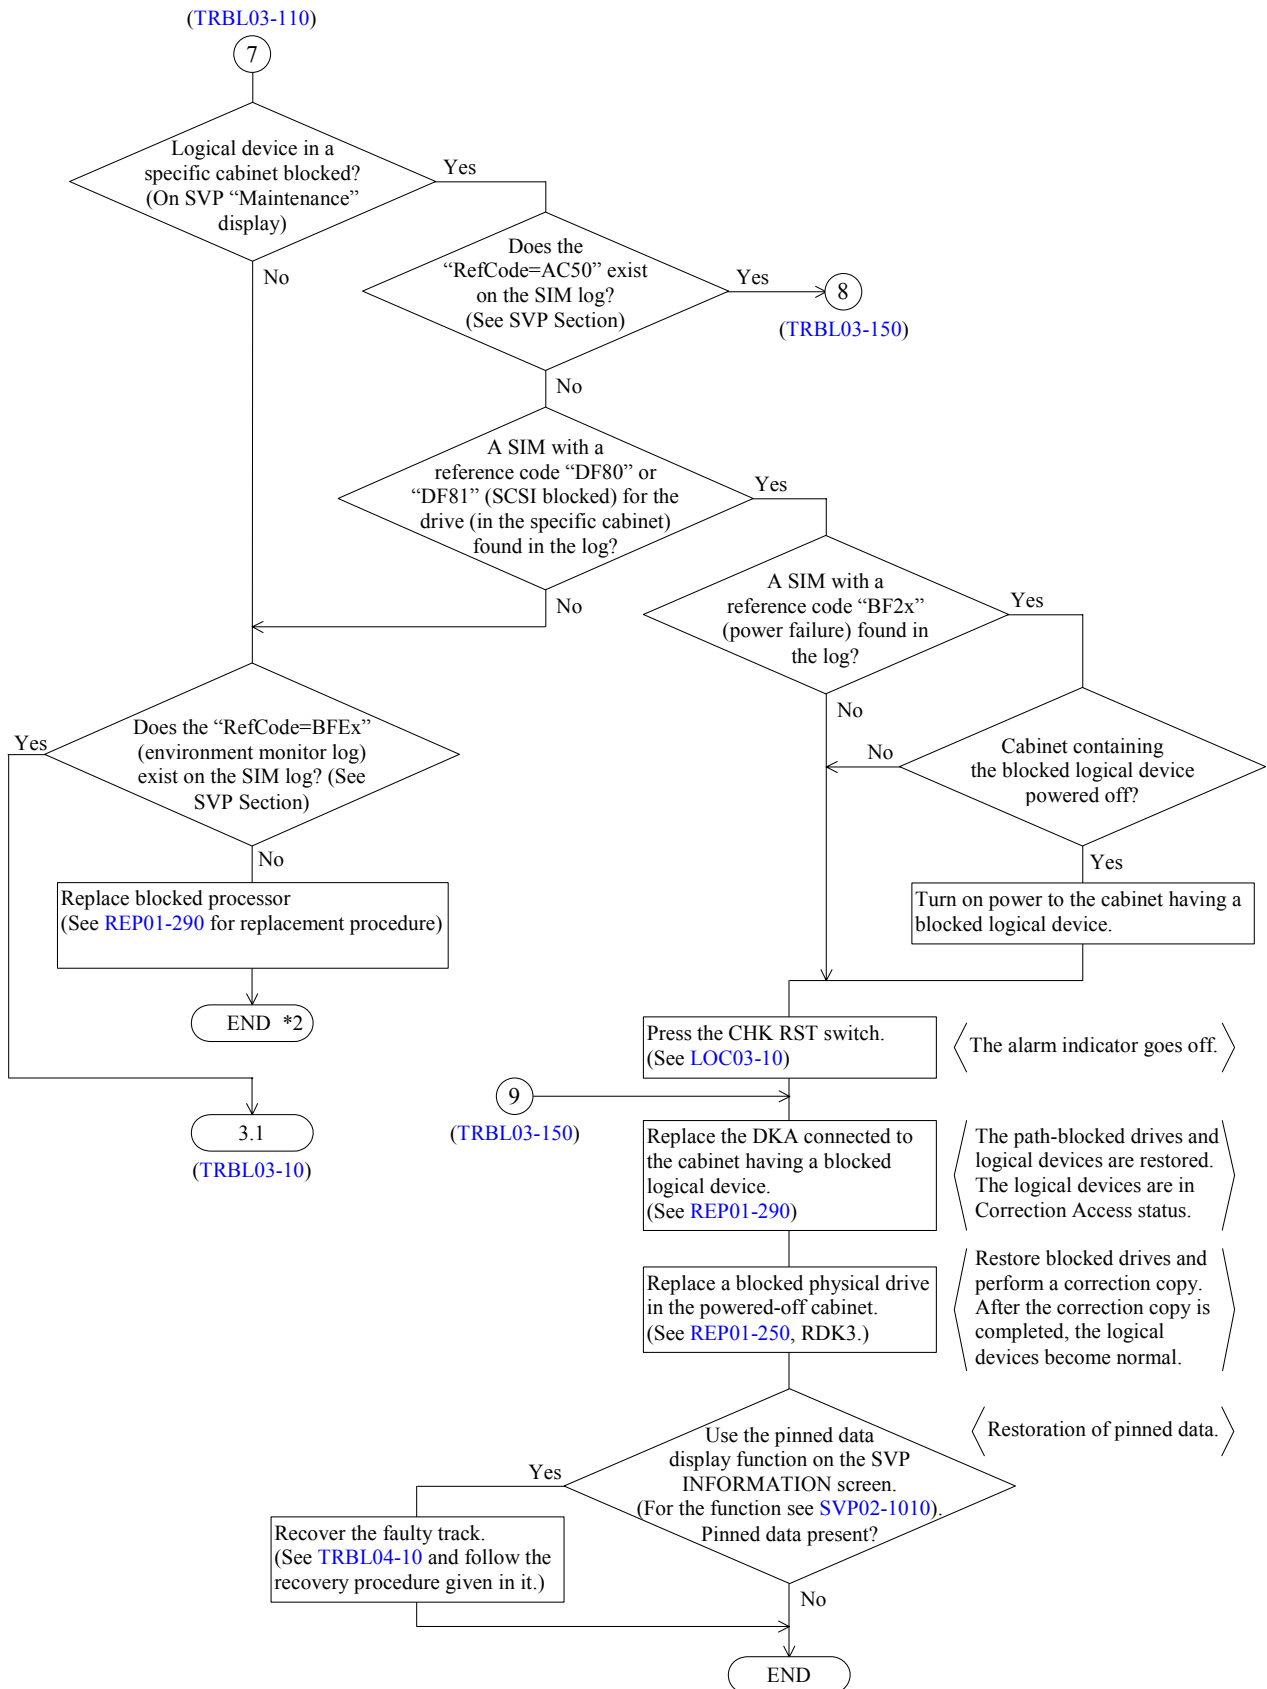 (TRBL03-110)
7
Logical device in a
specific cabinet blocked?
(On SVP “Maintenance”
display)
Yes
No
Does the
“RefCode=AC50” exist
on the SIM log?
(See SVP Section)
Yes
8
(TRBL03-150)
No
A SIM with a
reference code “DF80” or
“DF81” (SCSI blocked) for the
drive (in the specific cabinet)
found in the log?
Yes
No
A SIM with a
reference code “BF2x”
(power failure) found in
the log?
Yes
No
Cabinet containing
the blocked logical device
powered off?
No
Yes
Turn on power to the cabinet having a
blocked logical device.
Does the “RefCode=BFEx”
(environment monitor log)
exist on the SIM log? (See
SVP Section)
Yes
No
Replace blocked processor
(See REP01-290 for replacement procedure)
END *2
3.1
(TRBL03-10)
Press the CHK RST switch.
(See LOC03-10)
The alarm indicator goes off.
9
(TRBL03-150)
Replace the DKA connected to
the cabinet having a blocked
logical device.
(See REP01-290)
The path-blocked drives and
logical devices are restored.
The logical devices are in
Correction Access status.
Replace a blocked physical drive
in the powered-off cabinet.
(See REP01-250, RDK3.)
Restore blocked drives and
perform a correction copy.
After the correction copy is
completed, the logical
devices become normal.
Use the pinned data
display function on the SVP
INFORMATION screen.
(For the function see SVP02-1010).
Pinned data present?
Restoration of pinned data.
Yes
Recover the faulty track.
(See TRBL04-10 and follow the
recovery procedure given in it.)
No
END